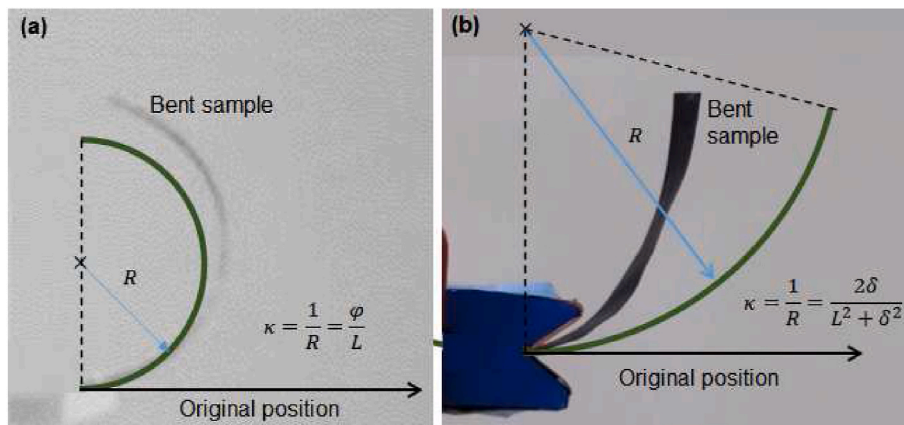 (a)
Bent sample
R
κ = 1/R = φ/L
Original position
(b)
Bent
sample
R
κ = 1/R = 2δ/(L² + δ²)
Original position